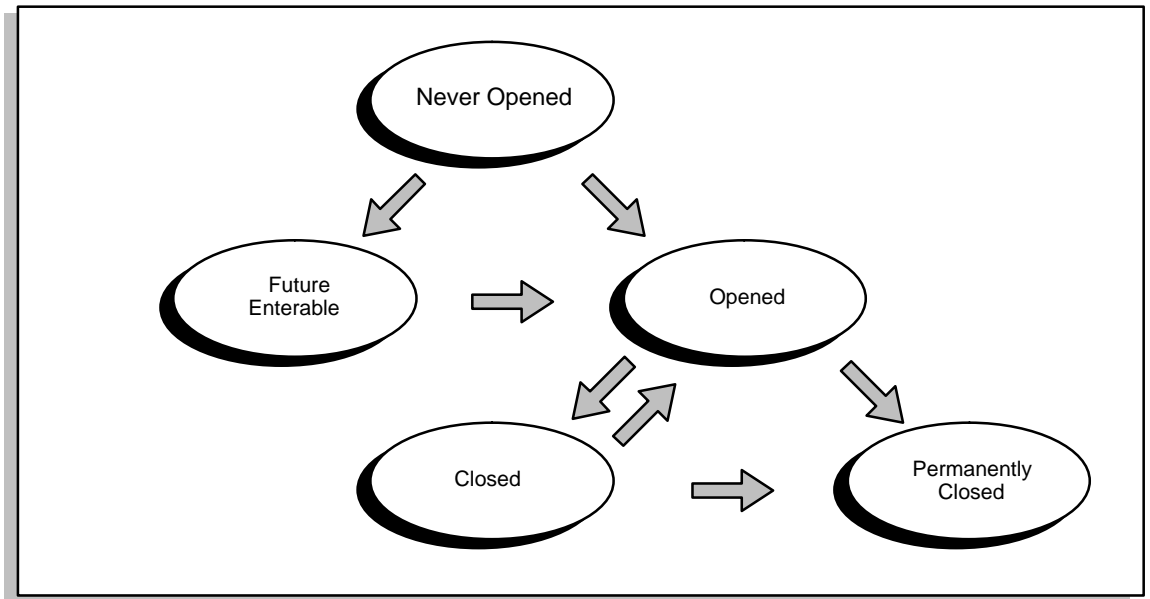 Never Opened
Future
Enterable
Opened
Closed
Permanently
Closed